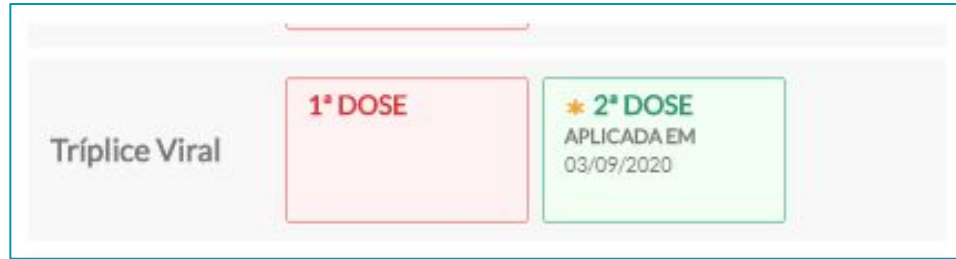 Tríplice Viral
1ª DOSE
* 2ª DOSE
APLICADA EM
03/09/2020